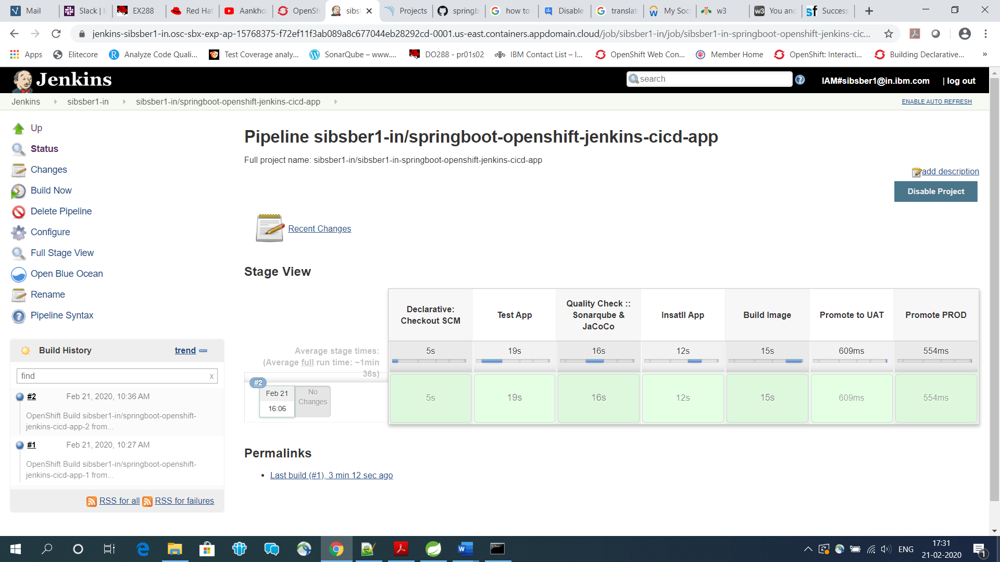 Mail
Slack | Is
EX288
Red Hat
Aankho
OpenSh
sibsl
Projects
springb
how to
Disable
translat
My Soci
w3
You and
Success
jenkins-sibsber1-in.osc-sbx-exp-ap-15768375-f72ef11f3ab089a8c677044eb28292cd-0001.us-east.containers.appdomain.cloud/job/sibsber1-in/job/sibsber1-in-springboot-openshift-jenkins-cic...
Apps
Elitecore
Analyze Code Quali...
Test Coverage analy...
SonarQube – www....
DO288 - pr01s02
IBM Contact List – I...
OpenShift Web Con...
Member Home
OpenShift: Interacti...
Building Declarative...
»
Jenkins
search
IAM#sibsber1@in.ibm.com
| log out
Jenkins
sibsber1-in
sibsber1-in/springboot-openshift-jenkins-cicd-app
ENABLE AUTO REFRESH
Up
Status
Changes
Build Now
Delete Pipeline
Configure
Full Stage View
Open Blue Ocean
Rename
Pipeline Syntax
Build History
trend
find
x
#2
Feb 21, 2020, 10:36 AM
OpenShift Build sibsber1-in/springboot-openshift-
jenkins-cicd-app-2 from...
#1
Feb 21, 2020, 10:27 AM
OpenShift Build sibsber1-in/springboot-openshift-
jenkins-cicd-app-1 from...
RSS for all
RSS for failures
Pipeline sibsber1-in/springboot-openshift-jenkins-cicd-app
Full project name: sibsber1-in/sibsber1-in-springboot-openshift-jenkins-cicd-app
add description
Disable Project
Recent Changes
Stage View
Declarative:
Checkout SCM
Test App
Quality Check ::
Sonarqube &
JaCoCo
Insatll App
Build Image
Promote to UAT
Promote PROD
Average stage times:
(Average full run time: ~1min
36s)
5s
19s
16s
12s
15s
609ms
554ms
#2
Feb 21
16:06
No
Changes
5s
19s
16s
12s
15s
609ms
554ms
Permalinks
Last build (#1), 3 min 12 sec ago
ENG
17:31
21-02-2020
1